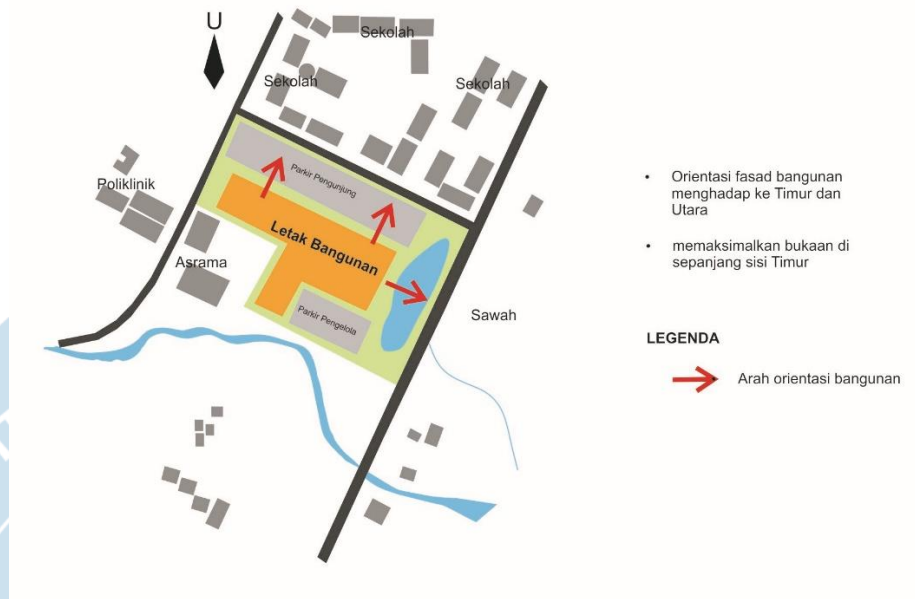 U
Sekolah
Sekolah
Sekolah
Poliklinik
Parkir Pengunjung
Letak Bangunan
Asrama
Parkir Pengelola
Sawah
• Orientasi fasad bangunan
menghadap ke Timur dan
Utara
• memaksimalkan bukaan di
sepanjang sisi Timur
LEGENDA
Arah orientasi bangunan